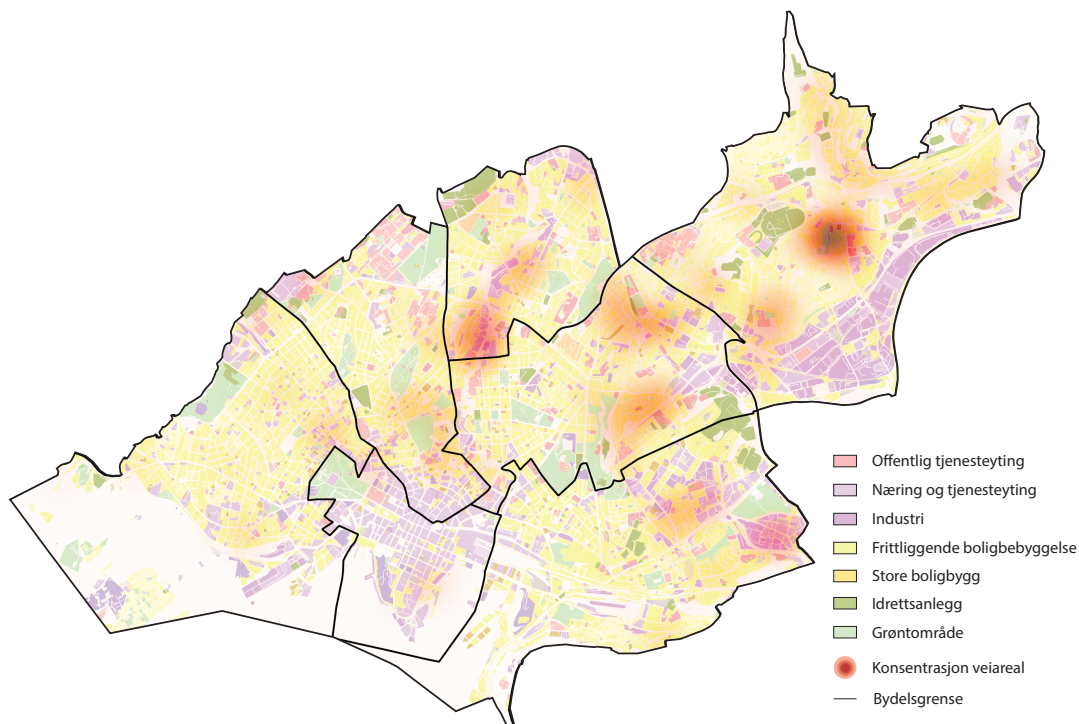 Offentlig tjenesteyting
Næring og tjenesteyting
Industri
Frittliggende boligbebyggelse
Store boligbygg
Idrettsanlegg
Grøntområde
Konsentrasjon veiareal
Bydelsgrense